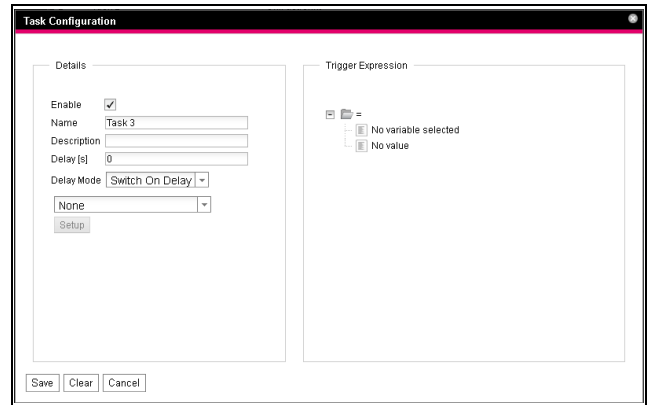 Task Configuration
Details
Enable
Name Task 3
Description
Delay [s] 0
Delay Mode Switch On Delay
None
Setup
Trigger Expression
=
No variable selected
No value
Save Clear Cancel